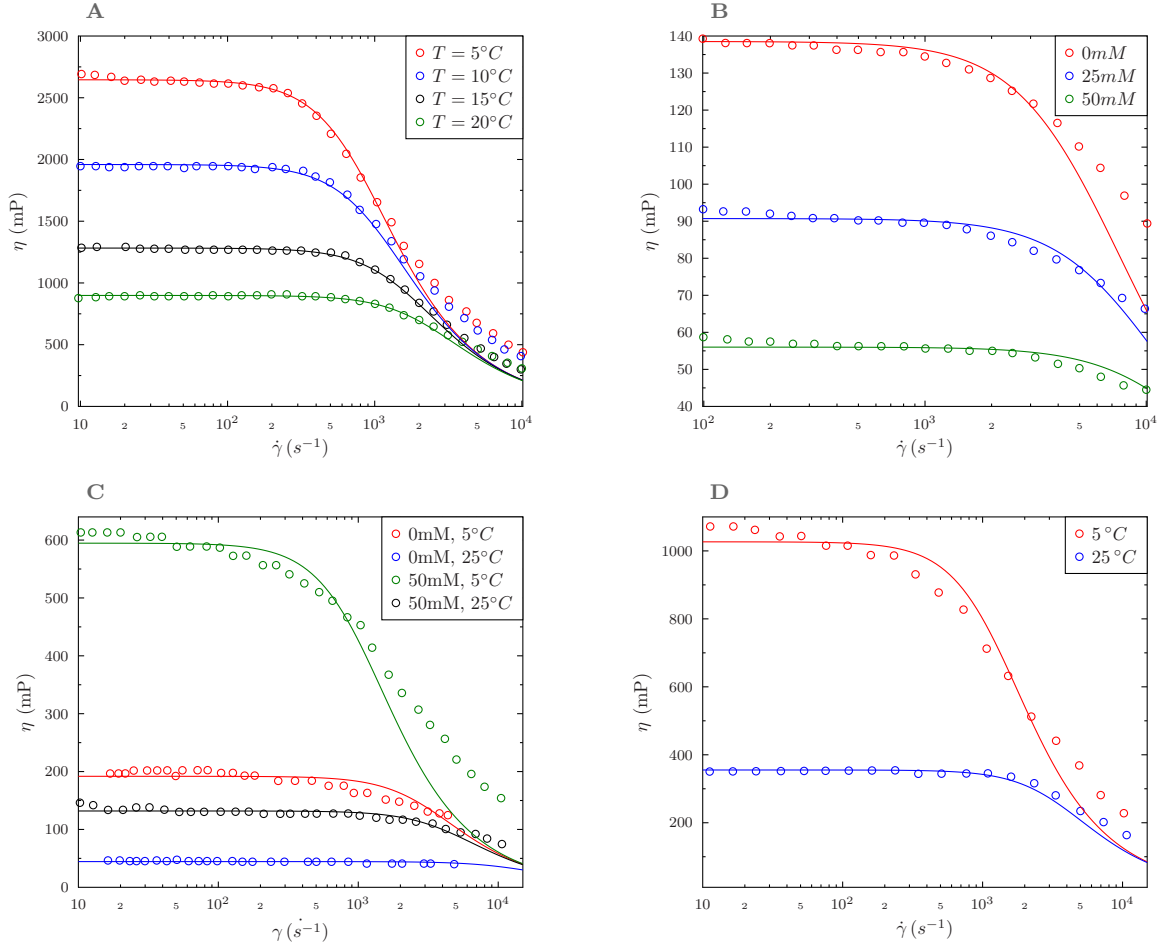 A
3000
2500
2000
1500
1000
500
0
η (mP)
10
2
5
10²
2
5
10³
2
5
10⁴
γ̇ (s⁻¹)
T = 5°C
T = 10°C
T = 15°C
T = 20°C
B
140
130
120
110
100
90
80
70
60
50
40
η (mP)
10²
2
5
10³
2
5
10⁴
γ̇ (s⁻¹)
0mM
25mM
50mM
C
600
500
400
300
200
100
0
η (mP)
10
2
5
10²
2
5
10³
2
5
10⁴
γ̇ (s⁻¹)
0mM, 5°C
0mM, 25°C
50mM, 5°C
50mM, 25°C
D
1000
800
600
400
200
η (mP)
10
2
5
10²
2
5
10³
2
5
10⁴
γ̇ (s⁻¹)
5 °C
25 °C